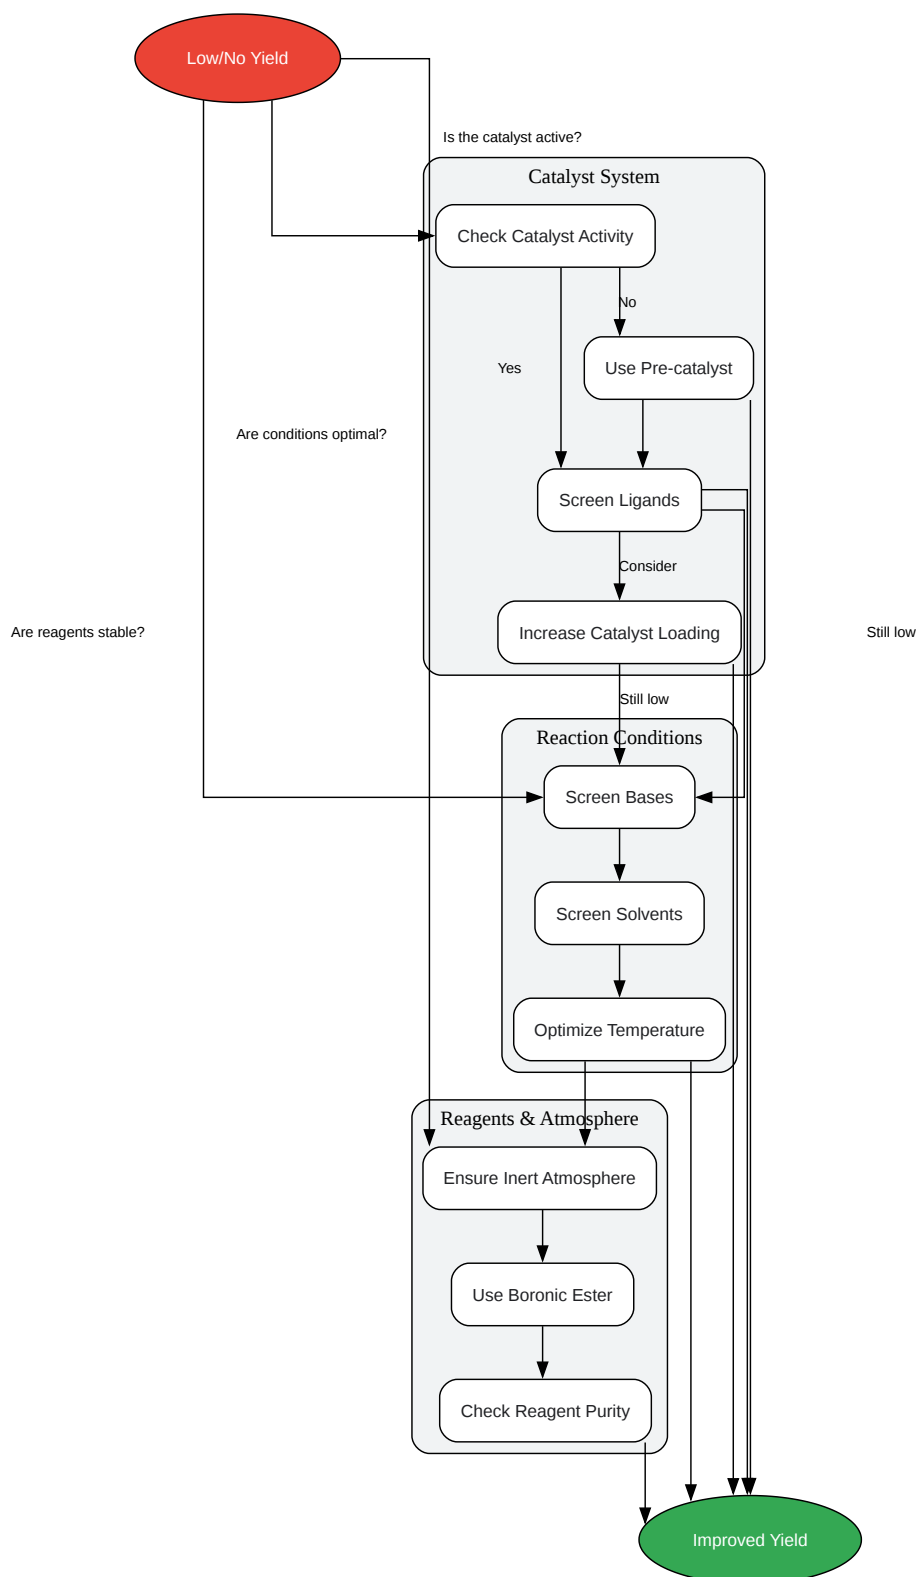 Low/No Yield
Is the catalyst active?
Catalyst System
Check Catalyst Activity
No
Yes
Use Pre-catalyst
Are conditions optimal?
Screen Ligands
Consider
Are reagents stable?
Increase Catalyst Loading
Still low
Still low
Reaction Conditions
Screen Bases
Screen Solvents
Optimize Temperature
Reagents & Atmosphere
Ensure Inert Atmosphere
Use Boronic Ester
Check Reagent Purity
Improved Yield